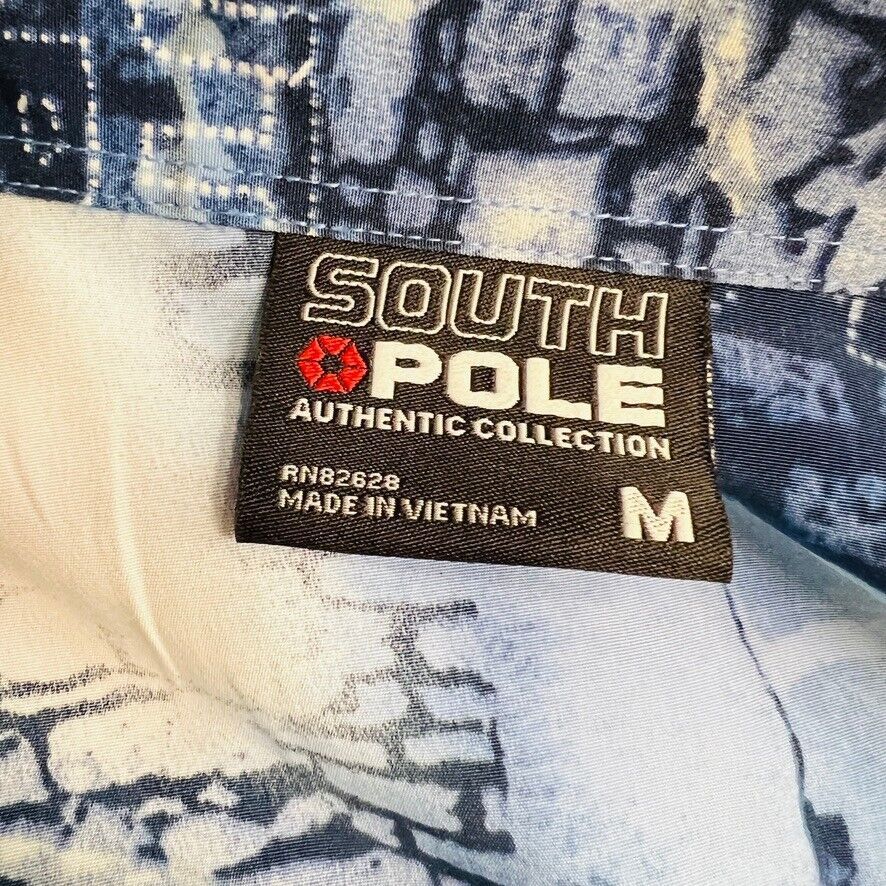 SOUTH
POLE
AUTHENTIC COLLECTION
RN82628
MADE IN VIETNAM
M